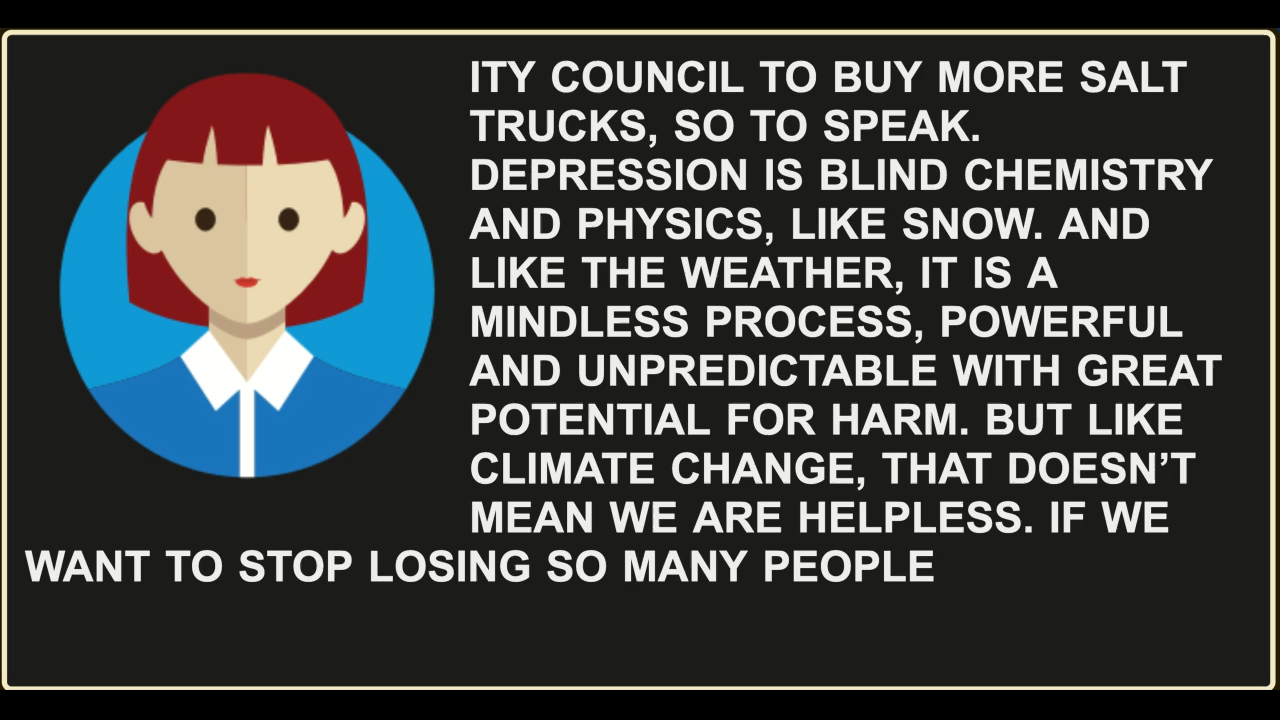 ITY COUNCIL TO BUY MORE SALT
TRUCKS, SO TO SPEAK.
DEPRESSION IS BLIND CHEMISTRY
AND PHYSICS, LIKE SNOW. AND
LIKE THE WEATHER, IT IS A
MINDLESS PROCESS, POWERFUL
AND UNPREDICTABLE WITH GREAT
POTENTIAL FOR HARM. BUT LIKE
CLIMATE CHANGE, THAT DOESN’T
MEAN WE ARE HELPLESS. IF WE
WANT TO STOP LOSING SO MANY PEOPLE